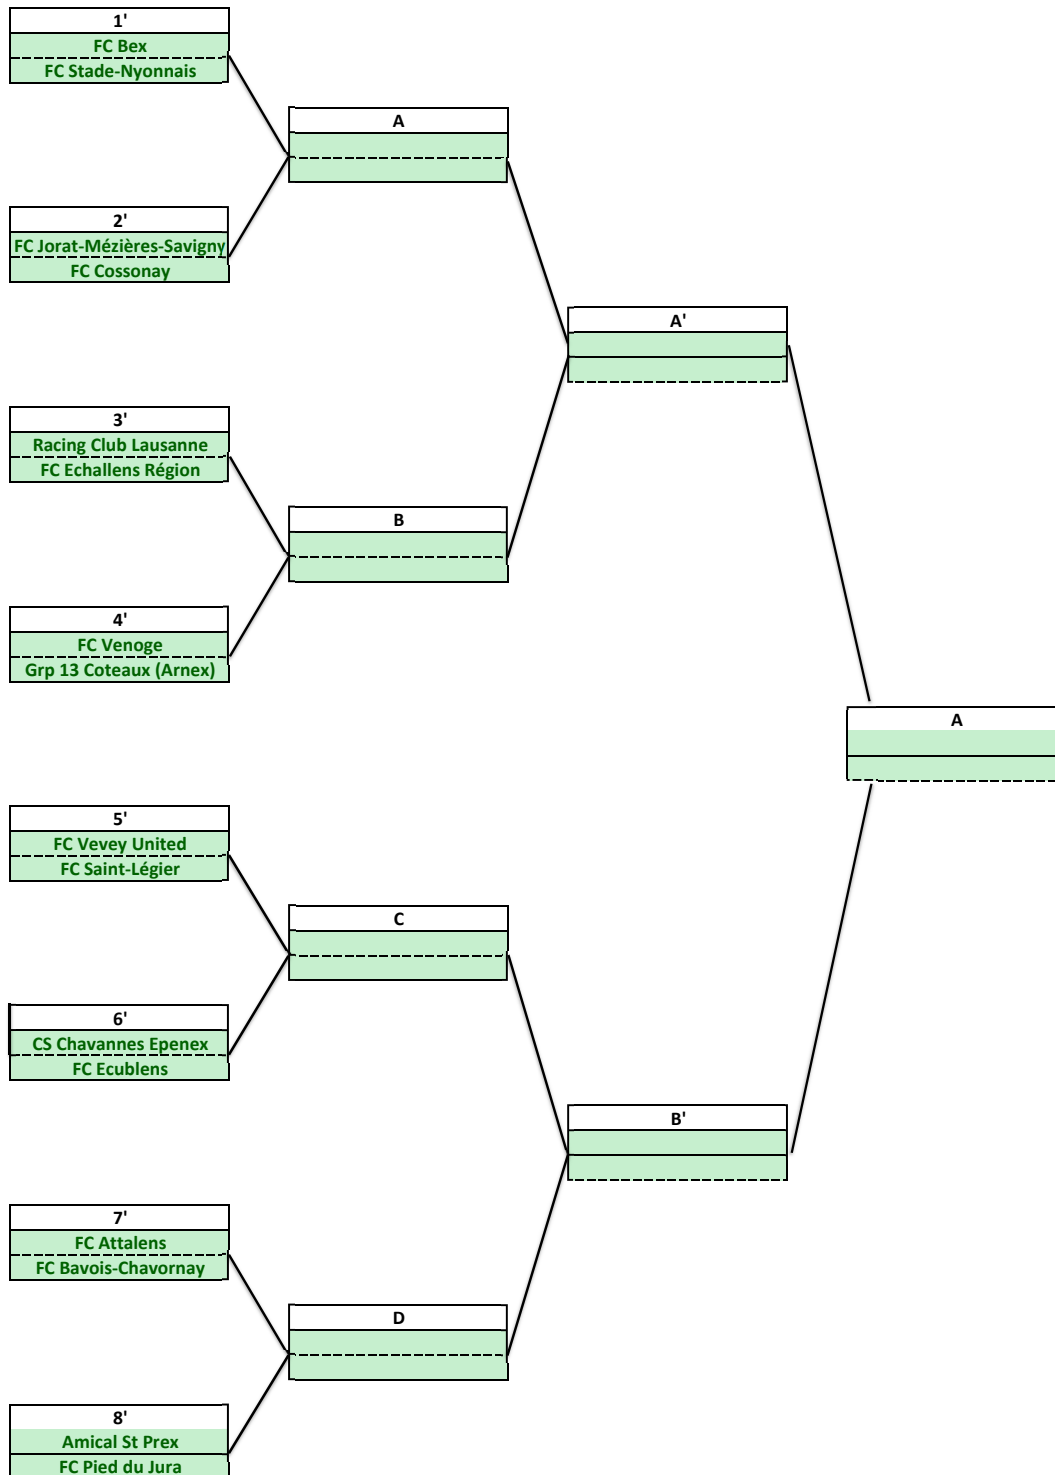 1'
FC Bex
FC Stade-Nyonnais
A
2'
FC Jorat-Mézières-Savigny
FC Cossonay
A'
3'
Racing Club Lausanne
FC Echallens Région
B
4'
FC Venoge
Grp 13 Coteaux (Arnex)
A
5'
FC Vevey United
FC Saint-Légier
C
6'
CS Chavannes Epenex
FC Ecublens
B'
7'
FC Attalens
FC Bavois-Chavornay
D
8'
Amical St Prex
FC Pied du Jura